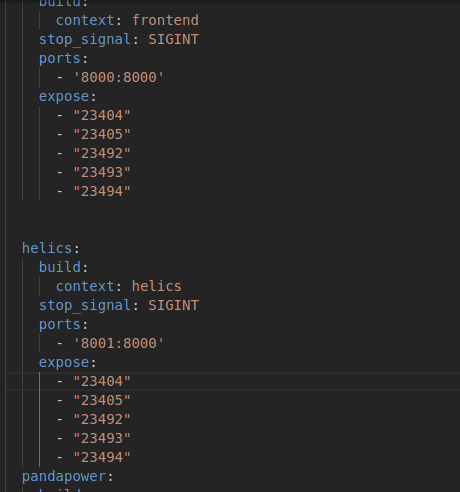 build:
context: frontend
stop_signal: SIGINT
ports:
- '8000:8000'
expose:
- "23404"
- "23405"
- "23492"
- "23493"
- "23494"
helics:
build:
context: helics
stop_signal: SIGINT
ports:
- '8001:8000'
expose:
- "23404"
- "23405"
- "23492"
- "23493"
- "23494"
pandapower:
build: